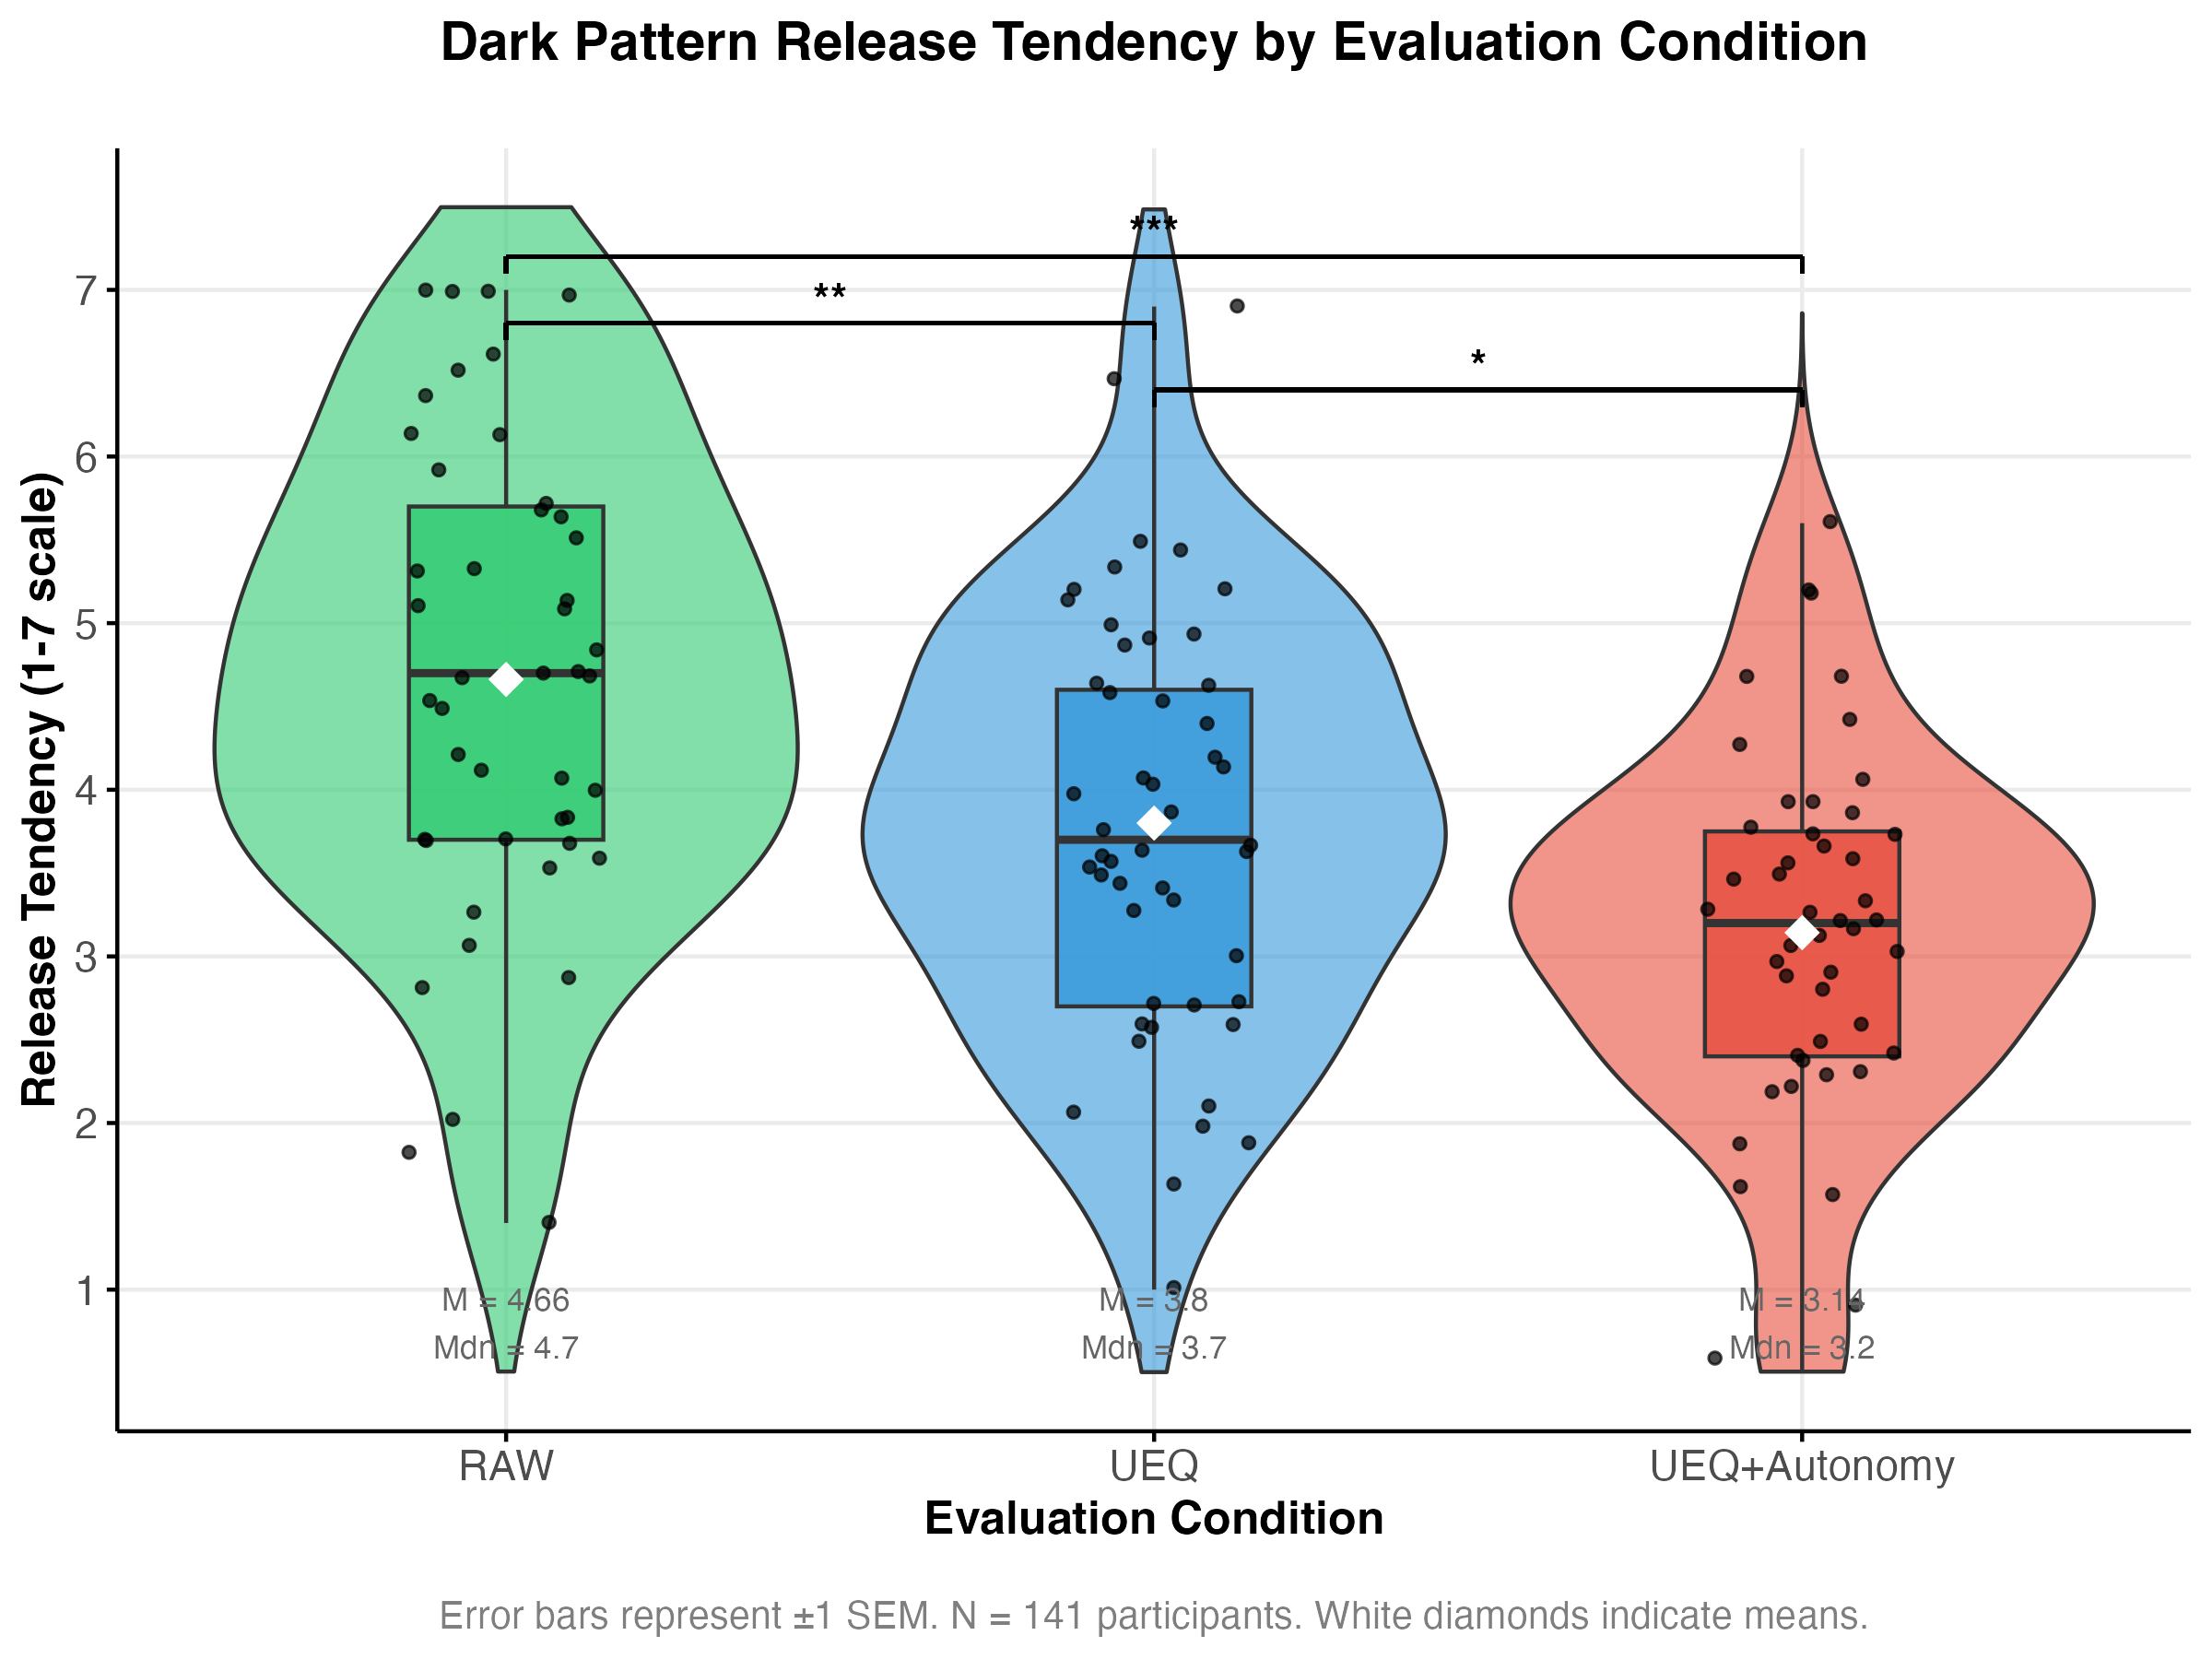 Dark Pattern Release Tendency by Evaluation Condition
Release Tendency (1-7 scale)
7
6
5
4
3
2
1
***
**
*
M = 4.66
Mdn = 4.7
M = 3.8
Mdn = 3.7
M = 3.14
Mdn = 3.2
RAW
UEQ
UEQ+Autonomy
Evaluation Condition
Error bars represent ±1 SEM. N = 141 participants. White diamonds indicate means.